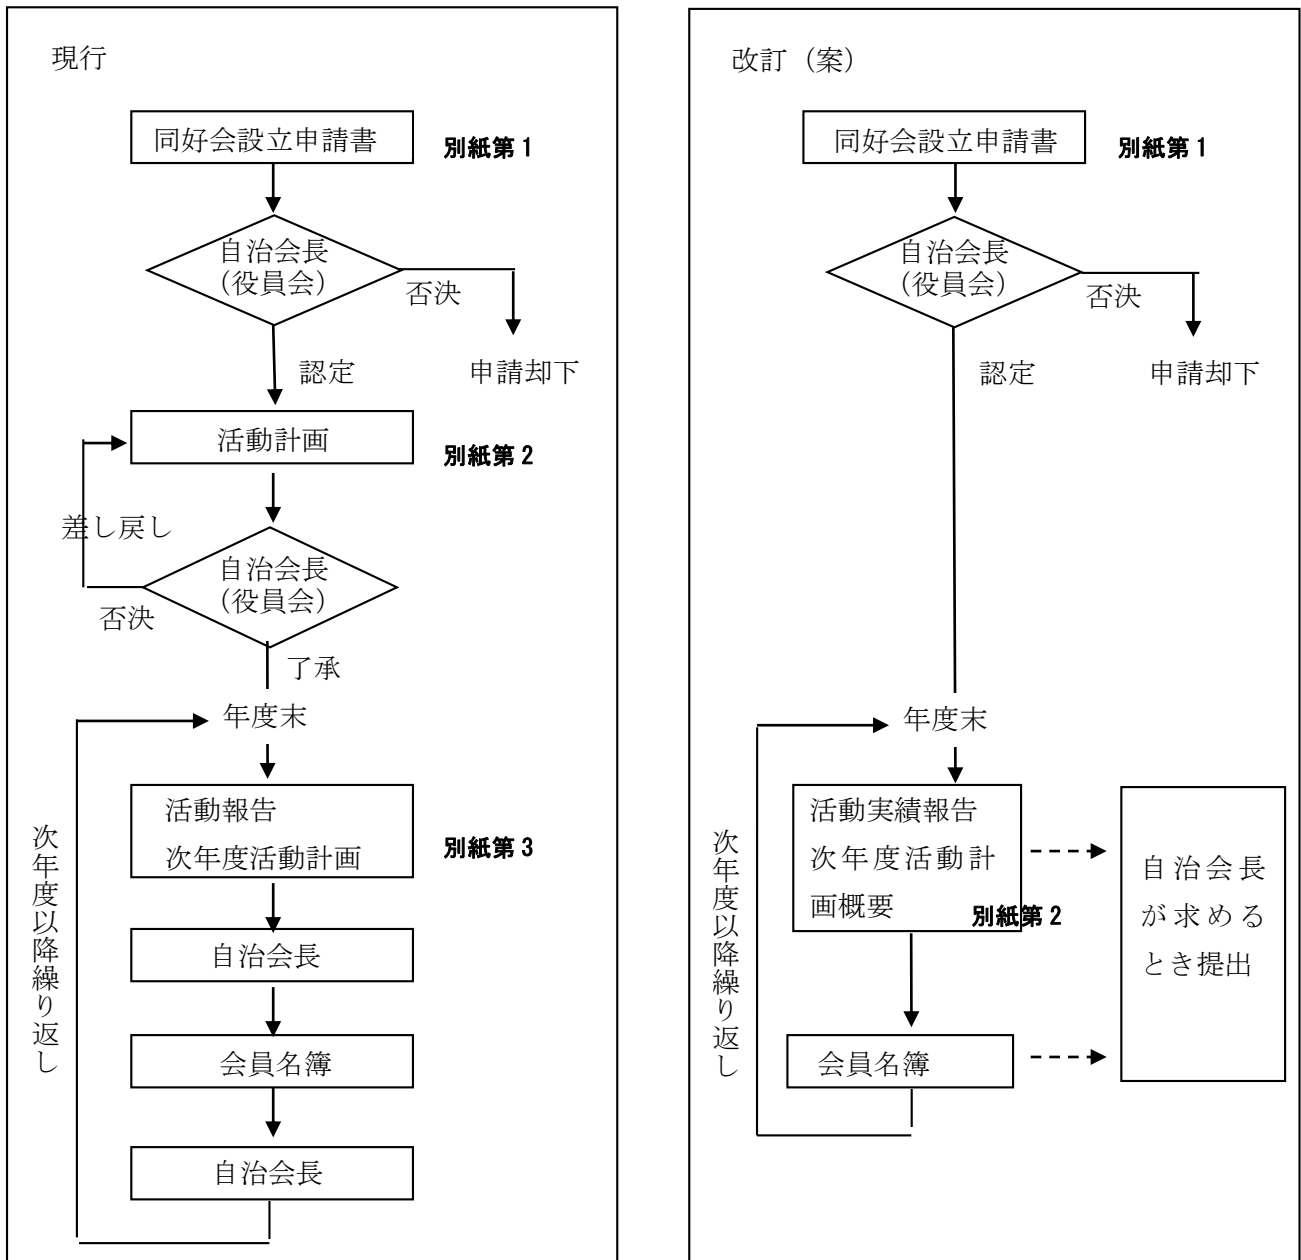 現行
同好会設立申請書
別紙第1
自治会長
(役員会)
否決
認定
申請却下
活動計画
別紙第2
差し戻し
自治会長
(役員会)
否決
了承
年度末
活動報告
次年度活動計画
別紙第3
自治会長
会員名簿
自治会長
次年度以降繰り返し
改訂（案）
同好会設立申請書
別紙第1
自治会長
(役員会)
否決
認定
申請却下
年度末
活動実績報告
次年度活動計
画概要
別紙第2
会員名簿
自治会長
が求める
とき提出
次年度以降繰り返し